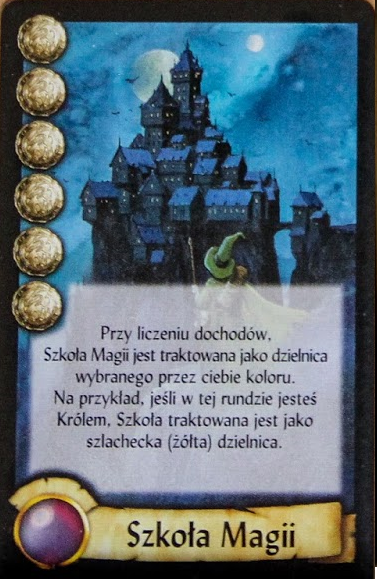 Przy liczeniu dochodów,
Szkoła Magii jest traktowana jako dzielnica
wybranego przez ciebie koloru.
Na przykład, jeśli w tej rundzie jesteś
Królem, Szkoła traktowana jest jako
szlachecka (żółta) dzielnica.
Szkoła Magii